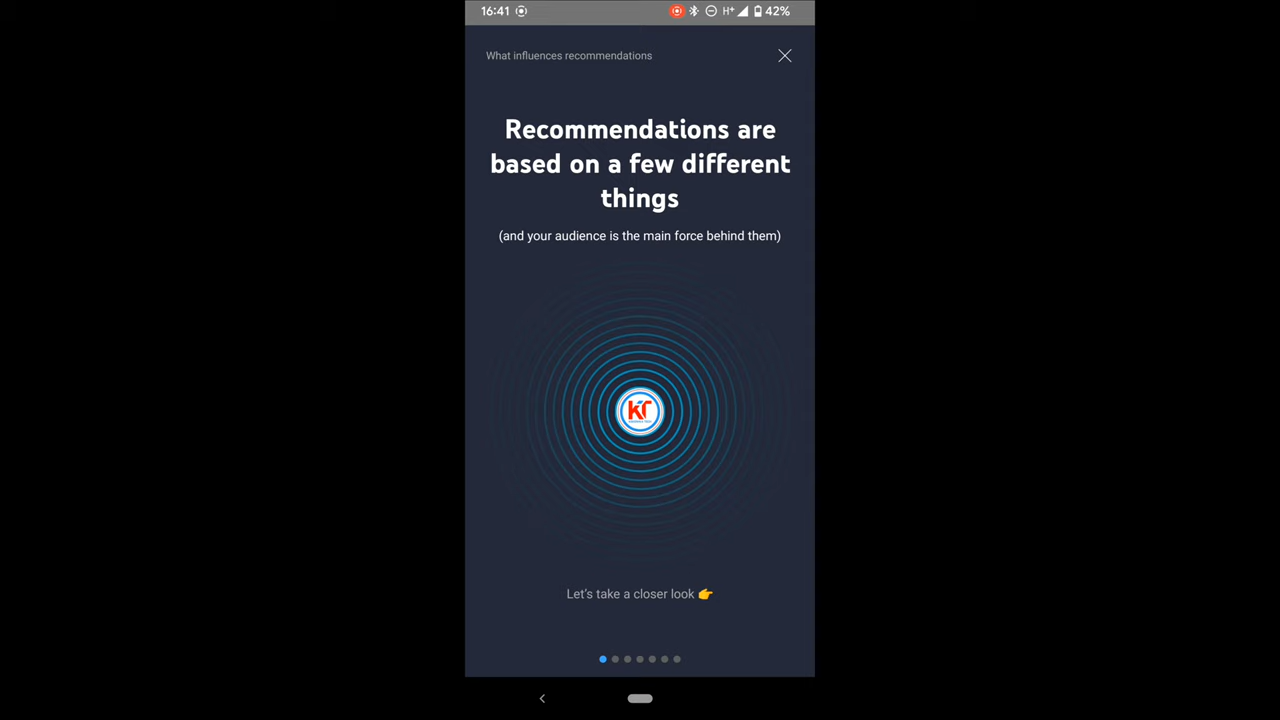 16:41 H+ 42%
What influences recommendations
Recommendations are
based on a few different
things
(and your audience is the main force behind them)
KT
Let's take a closer look 👉